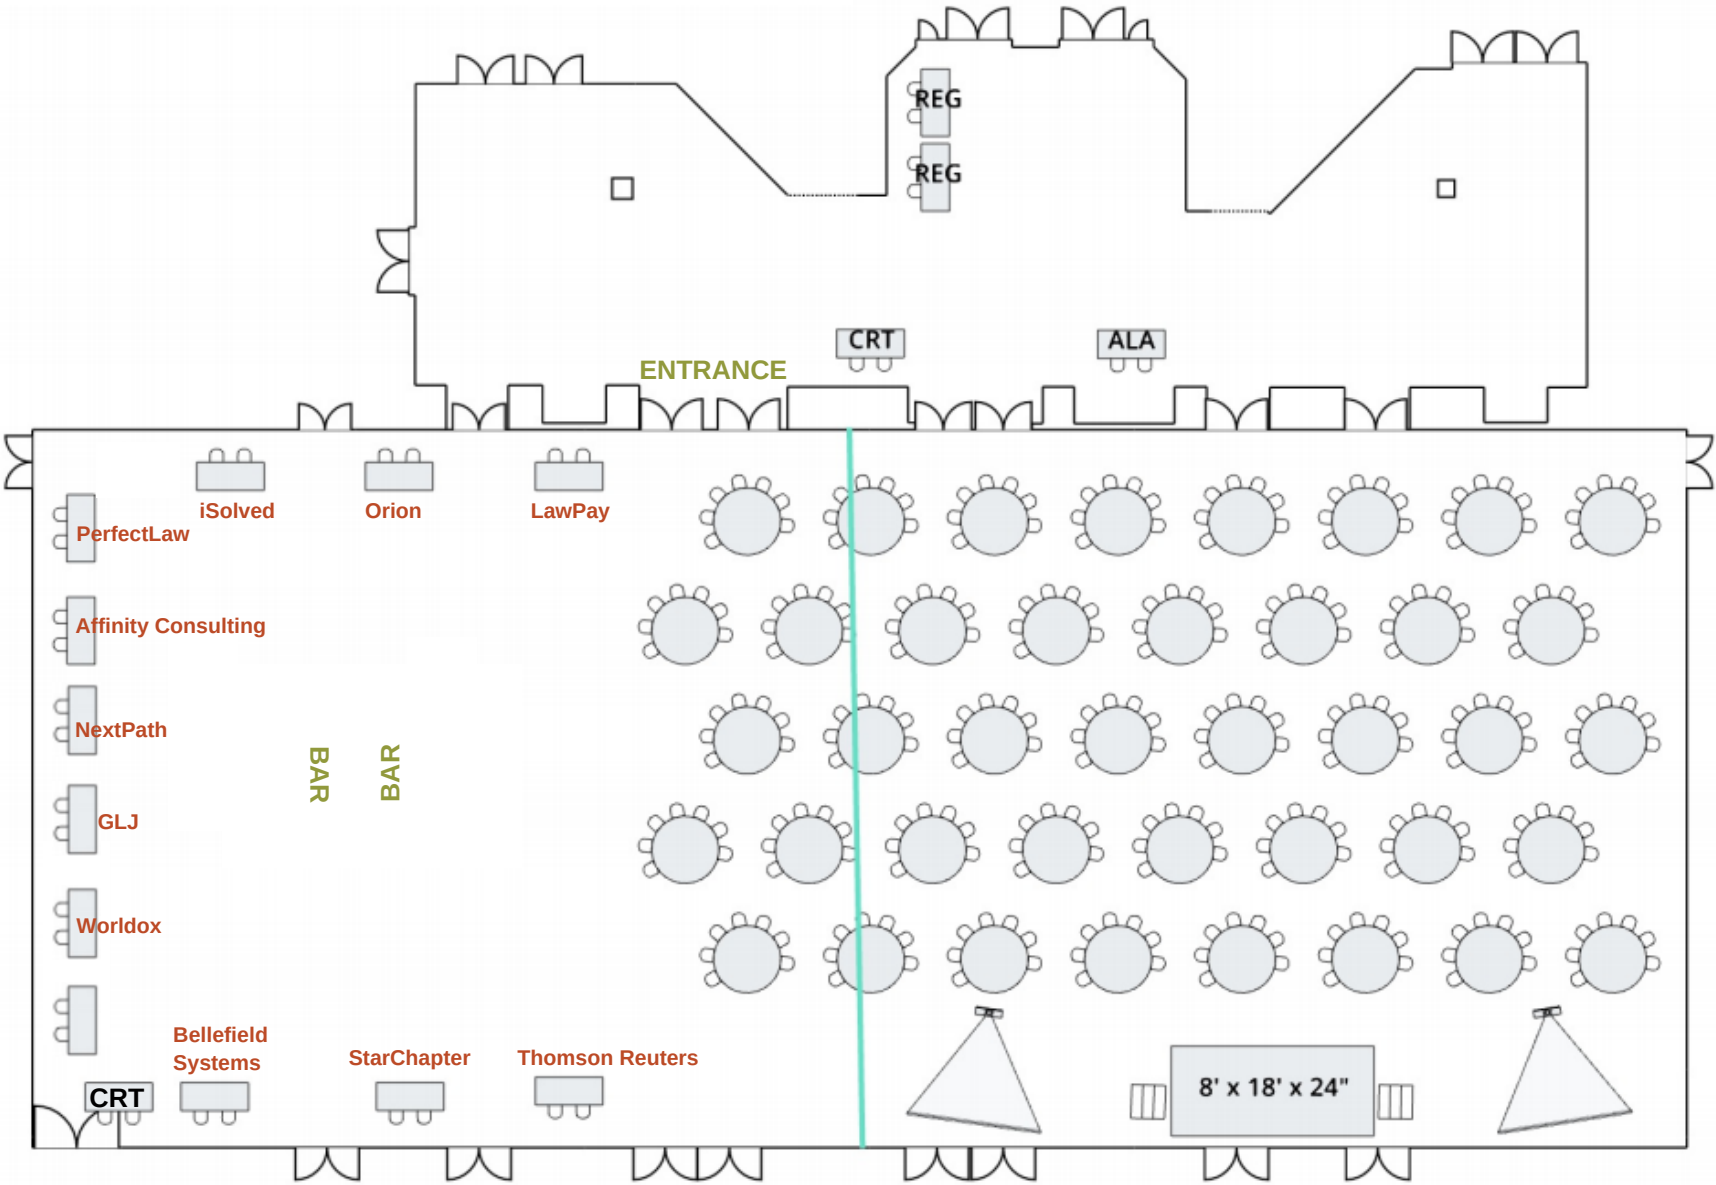 REG
REG
CRT
ALA
ENTRANCE
iSolved
Orion
LawPay
PerfectLaw
Affinity Consulting
NextPath
BAR
BAR
GLJ
Worldox
Bellefield
Systems
StarChapter
Thomson Reuters
CRT
8' x 18' x 24"